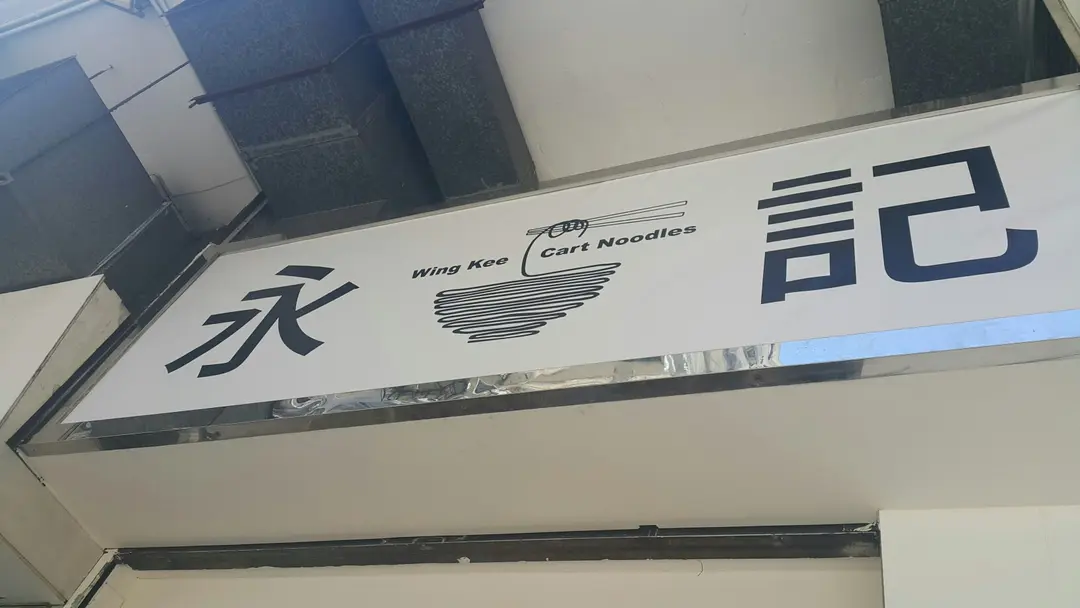 永
Wing Kee Cart Noodles
記